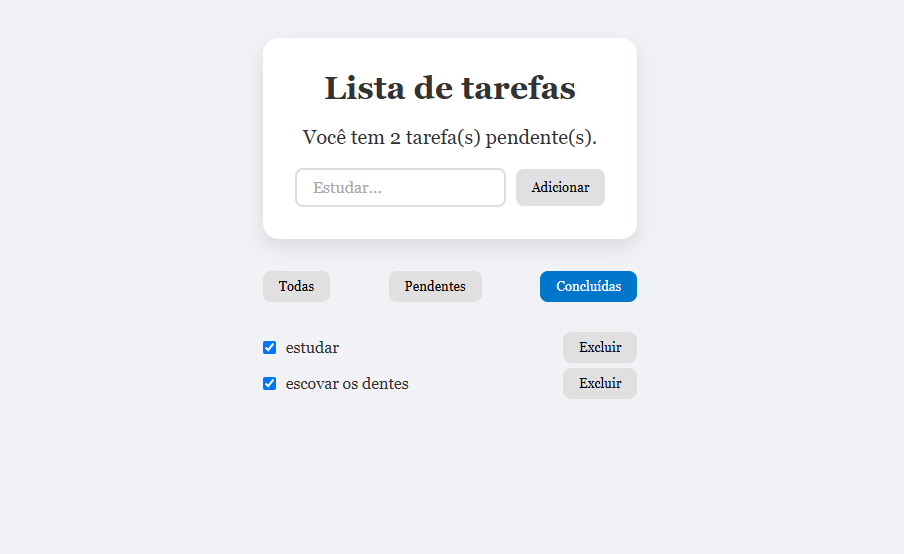 Lista de tarefas
Você tem 2 tarefa(s) pendente(s).
Estudar...
Adicionar
Todas
Pendentes
Concluídas
estudar
Excluir
escovar os dentes
Excluir